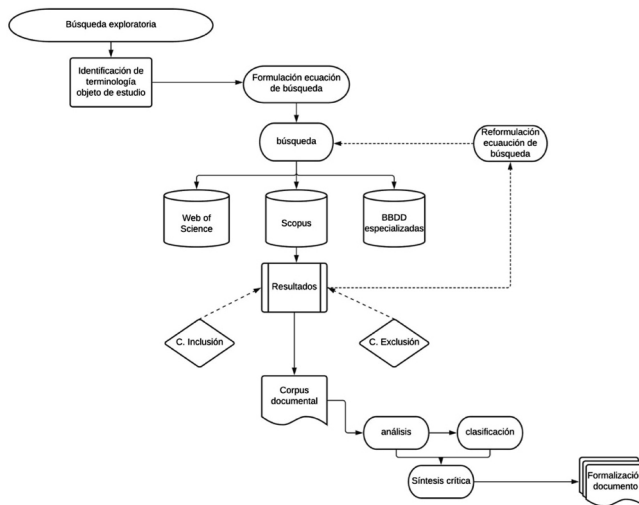 Búsqueda exploratoria
Identificación de
terminología
objeto de estudio
Formulación ecuación
de búsqueda
búsqueda
Reformulación
ecuaución de
búsqueda
Web of
Science
Scopus
BBDD
especializadas
Resultados
C. Inclusión
C. Exclusión
Corpus
documental
análisis
clasificación
Síntesis crítica
Formalizació
documento